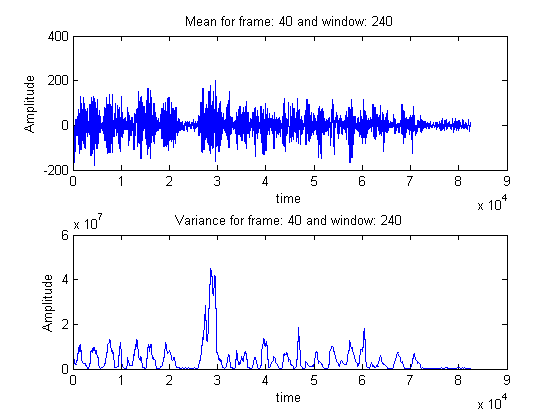 Mean for frame: 40 and window: 240
400
200
0
-200
Amplitude
0 1 2 3 4 5 6 7 8 9
time
x 10^4
Variance for frame: 40 and window: 240
x 10^7
6
4
2
0
Amplitude
0 1 2 3 4 5 6 7 8 9
time
x 10^4